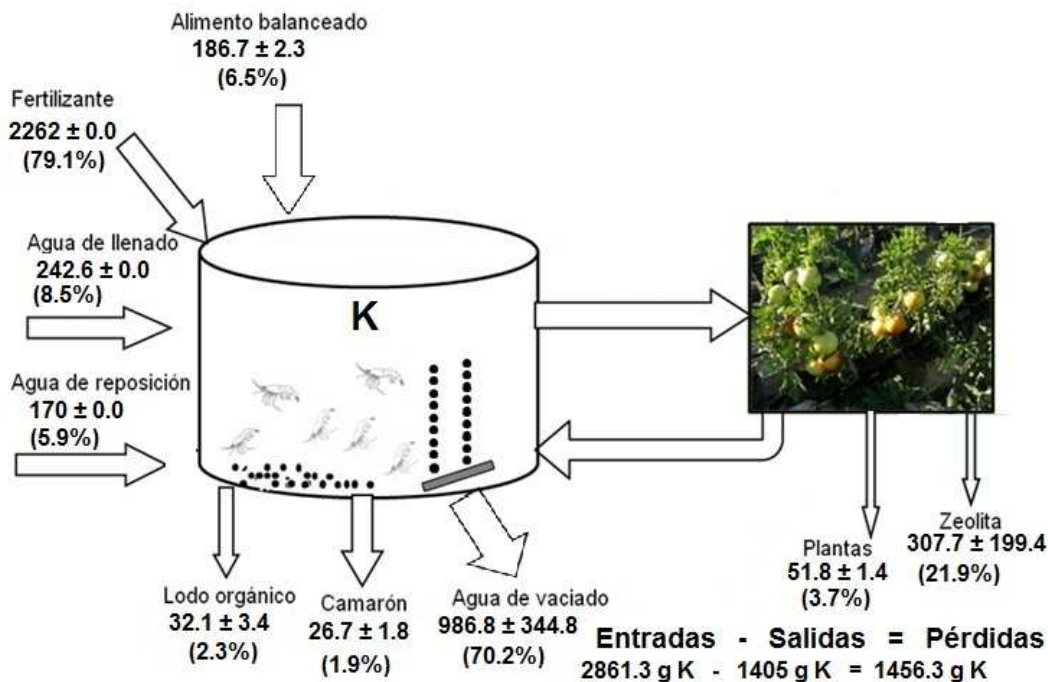 Alimento balanceado
186.7 ± 2.3
(6.5%)
Fertilizante
2262 ± 0.0
(79.1%)
Agua de llenado
242.6 ± 0.0
(8.5%)
K
Agua de reposición
170 ± 0.0
(5.9%)
Lodo orgánico
32.1 ± 3.4
(2.3%)
Camarón
26.7 ± 1.8
(1.9%)
Agua de vaciado
986.8 ± 344.8
(70.2%)
Plantas
51.8 ± 1.4
(3.7%)
Zeolita
307.7 ± 199.4
(21.9%)
Entradas - Salidas = Pérdidas
2861.3 g K - 1405 g K = 1456.3 g K